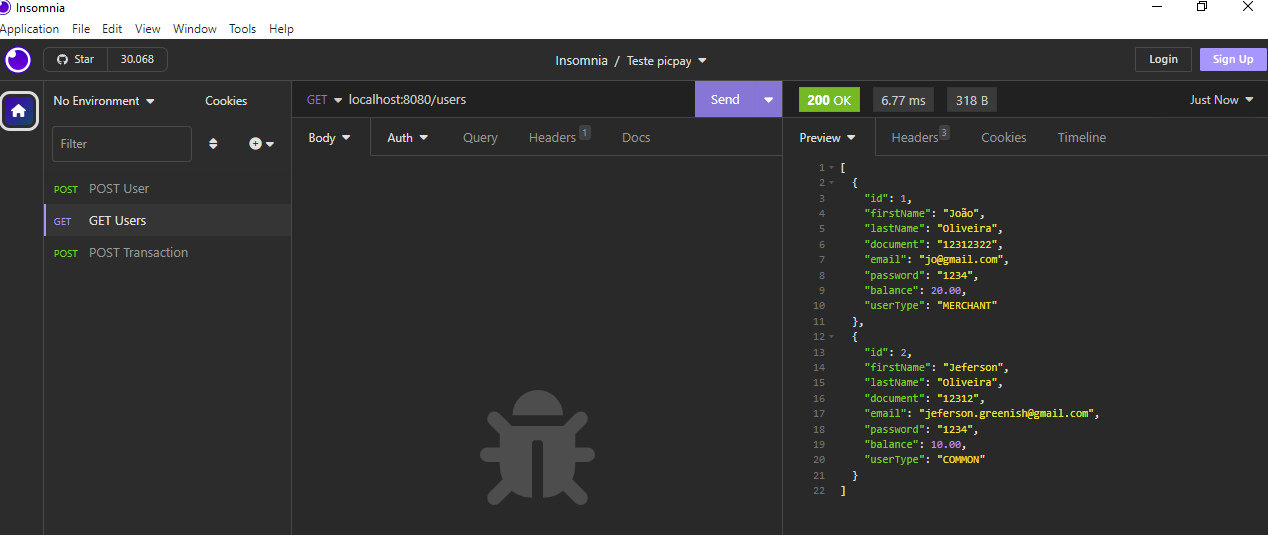 Insomnia
Application File Edit View Window Tools Help
Star 30.068
Insomnia / Teste picpay
Login
Sign Up
No Environment
Cookies
Filter
POST POST User
GET GET Users
POST POST Transaction
GET localhost:8080/users
Send
Body Auth Query Headers 1 Docs
200 OK 6.77 ms 318 B
Just Now
Preview Headers 3 Cookies Timeline
1 [
2 {
3 "id": 1,
4 "firstName": "João",
5 "lastName": "Oliveira",
6 "document": "12312322",
7 "email": "jo@gmail.com",
8 "password": "1234",
9 "balance": 20.00,
10 "userType": "MERCHANT"
11 },
12 {
13 "id": 2,
14 "firstName": "Jeferson",
15 "lastName": "Oliveira",
16 "document": "12312",
17 "email": "jeferson.greenish@gmail.com",
18 "password": "1234",
19 "balance": 10.00,
20 "userType": "COMMON"
21 }
22 ]